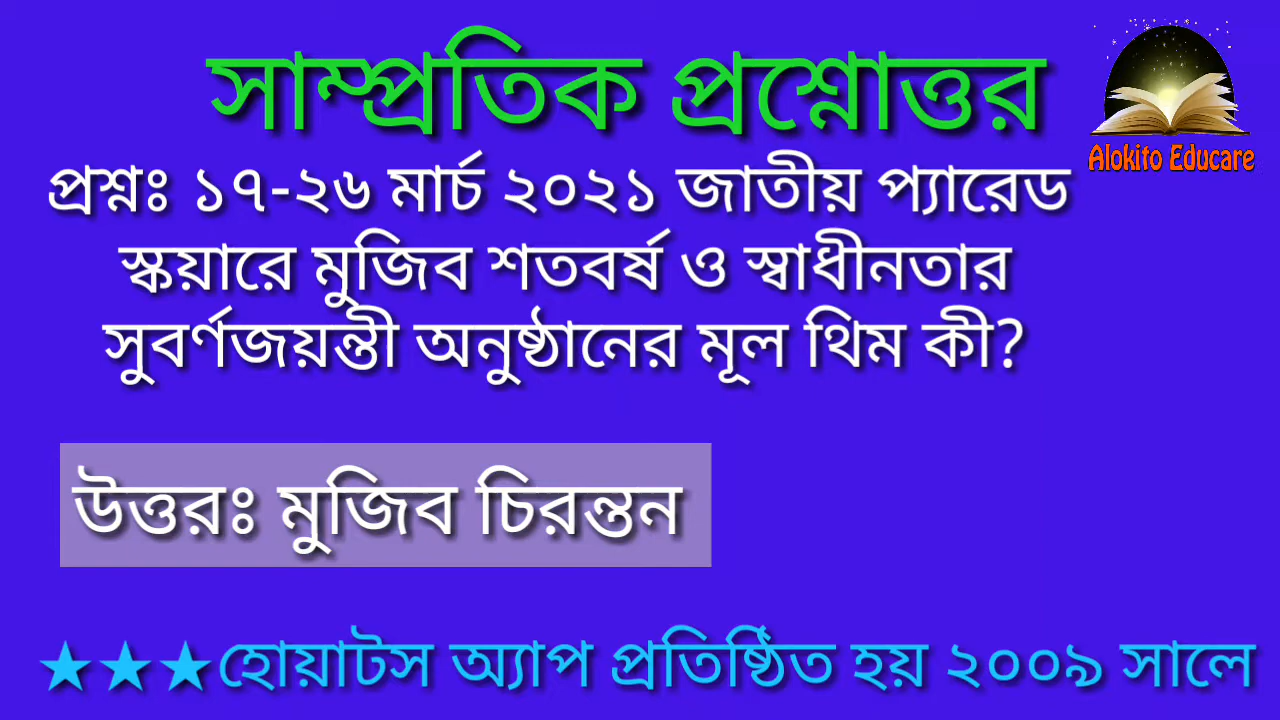 সাম্প্রতিক প্রশ্নোত্তর
Alokito Educare
প্রশ্নঃ ১৭-২৬ মার্চ ২০২১ জাতীয় প্যারেড
স্কয়ারে মুজিব শতবর্ষ ও স্বাধীনতার
সুবর্ণজয়ন্তী অনুষ্ঠানের মূল থিম কী?
উত্তরঃ মুজিব চিরন্তন
★★★হোয়াটস অ্যাপ প্রতিষ্ঠিত হয় ২০০৯ সালে